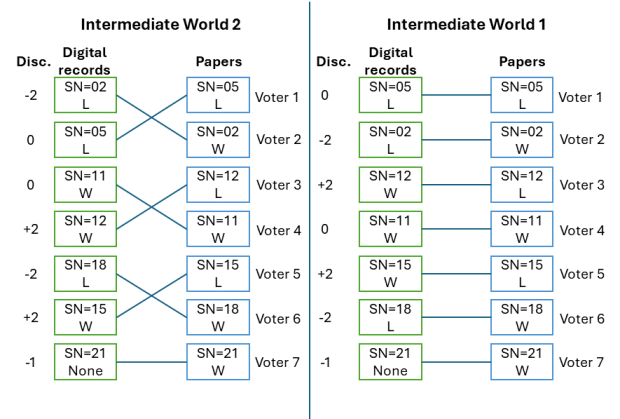 Intermediate World 2
Disc.
Digital
records
Papers
-2
SN=02
L
SN=05
L
Voter 1
0
SN=05
L
SN=02
W
Voter 2
0
SN=11
W
SN=12
L
Voter 3
+2
SN=12
W
SN=11
W
Voter 4
-2
SN=18
L
SN=15
L
Voter 5
+2
SN=15
W
SN=18
W
Voter 6
-1
SN=21
None
SN=21
W
Voter 7
Intermediate World 1
Disc.
Digital
records
Papers
0
SN=05
L
SN=05
L
Voter 1
-2
SN=02
L
SN=02
W
Voter 2
+2
SN=12
W
SN=12
L
Voter 3
0
SN=11
W
SN=11
W
Voter 4
+2
SN=15
W
SN=15
L
Voter 5
-2
SN=18
L
SN=18
W
Voter 6
-1
SN=21
None
SN=21
W
Voter 7